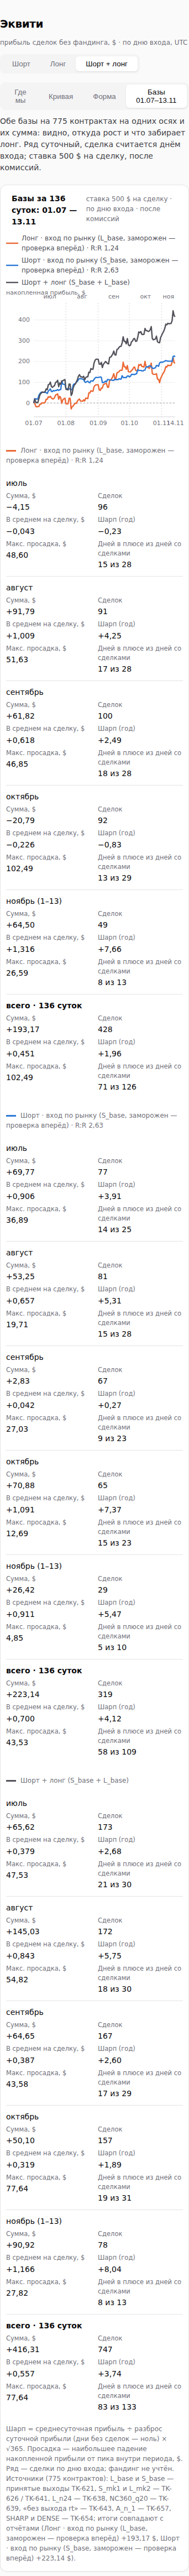 Эквити
прибыль сделок без фандинга, $ · по дню входа, UTC
Шорт
Лонг
Шорт + лонг
Где мы
Кривая
Форма
Базы 01.07–13.11
Обе базы на 775 контрактах на одних осях и
их сумма: видно, откуда рост и что забирает
лонг. Ряд суточный, сделка считается днём
входа; ставка 500 $ на сделку, после
комиссий.
Базы за 136
суток: 01.07 —
13.11
ставка 500 $ на сделку ·
по дню входа · после
комиссий
Лонг · вход по рынку (L_base, заморожен —
проверка вперёд) · R:R 1,24
Шорт · вход по рынку (S_base, заморожен —
проверка вперёд) · R:R 2,63
Шорт + лонг (S_base + L_base)
накопленная прибыль, $
июль
авг
сен
окт
ноя
400
300
200
100
0
01.07
01.08
01.09
01.10
01.11
14.11
Лонг · вход по рынку (L_base, заморожен —
проверка вперёд) · R:R 1,24
июль
Сумма, $
Сделок
−4,15
96
В среднем на сделку, $
Шарп (год)
−0,043
−0,23
Макс. просадка, $
Дней в плюсе из дней со
сделками
48,60
15 из 28
август
Сумма, $
Сделок
+91,79
91
В среднем на сделку, $
Шарп (год)
+1,009
+4,25
Макс. просадка, $
Дней в плюсе из дней со
сделками
51,63
17 из 28
сентябрь
Сумма, $
Сделок
+61,82
100
В среднем на сделку, $
Шарп (год)
+0,618
+2,49
Макс. просадка, $
Дней в плюсе из дней со
сделками
46,85
18 из 28
октябрь
Сумма, $
Сделок
−20,79
92
В среднем на сделку, $
Шарп (год)
−0,226
−0,83
Макс. просадка, $
Дней в плюсе из дней со
сделками
102,49
13 из 29
ноябрь (1–13)
Сумма, $
Сделок
+64,50
49
В среднем на сделку, $
Шарп (год)
+1,316
+7,66
Макс. просадка, $
Дней в плюсе из дней со
сделками
26,59
8 из 13
всего · 136 суток
Сумма, $
Сделок
+193,17
428
В среднем на сделку, $
Шарп (год)
+0,451
+1,96
Макс. просадка, $
Дней в плюсе из дней со
сделками
102,49
71 из 126
Шорт · вход по рынку (S_base, заморожен —
проверка вперёд) · R:R 2,63
июль
Сумма, $
Сделок
+69,77
77
В среднем на сделку, $
Шарп (год)
+0,906
+3,91
Макс. просадка, $
Дней в плюсе из дней со
сделками
36,89
14 из 25
август
Сумма, $
Сделок
+53,25
81
В среднем на сделку, $
Шарп (год)
+0,657
+5,31
Макс. просадка, $
Дней в плюсе из дней со
сделками
19,71
15 из 28
сентябрь
Сумма, $
Сделок
+2,83
67
В среднем на сделку, $
Шарп (год)
+0,042
+0,27
Макс. просадка, $
Дней в плюсе из дней со
сделками
27,03
9 из 23
октябрь
Сумма, $
Сделок
+70,88
65
В среднем на сделку, $
Шарп (год)
+1,091
+7,37
Макс. просадка, $
Дней в плюсе из дней со
сделками
12,69
15 из 23
ноябрь (1–13)
Сумма, $
Сделок
+26,42
29
В среднем на сделку, $
Шарп (год)
+0,911
+5,47
Макс. просадка, $
Дней в плюсе из дней со
сделками
4,85
5 из 10
всего · 136 суток
Сумма, $
Сделок
+223,14
319
В среднем на сделку, $
Шарп (год)
+0,700
+4,12
Макс. просадка, $
Дней в плюсе из дней со
сделками
43,53
58 из 109
Шорт + лонг (S_base + L_base)
июль
Сумма, $
Сделок
+65,62
173
В среднем на сделку, $
Шарп (год)
+0,379
+2,68
Макс. просадка, $
Дней в плюсе из дней со
сделками
47,53
21 из 30
август
Сумма, $
Сделок
+145,03
172
В среднем на сделку, $
Шарп (год)
+0,843
+5,75
Макс. просадка, $
Дней в плюсе из дней со
сделками
54,82
18 из 30
сентябрь
Сумма, $
Сделок
+64,65
167
В среднем на сделку, $
Шарп (год)
+0,387
+2,60
Макс. просадка, $
Дней в плюсе из дней со
сделками
43,58
17 из 29
октябрь
Сумма, $
Сделок
+50,10
157
В среднем на сделку, $
Шарп (год)
+0,319
+1,89
Макс. просадка, $
Дней в плюсе из дней со
сделками
77,64
19 из 31
ноябрь (1–13)
Сумма, $
Сделок
+90,92
78
В среднем на сделку, $
Шарп (год)
+1,166
+8,04
Макс. просадка, $
Дней в плюсе из дней со
сделками
27,82
8 из 13
всего · 136 суток
Сумма, $
Сделок
+416,31
747
В среднем на сделку, $
Шарп (год)
+0,557
+3,74
Макс. просадка, $
Дней в плюсе из дней со
сделками
77,64
83 из 133
Шарп = среднесуточная прибыль ÷ разброс
суточной прибыли (дни без сделок — ноль) ×
√365. Просадка — наибольшее падение
накопленной прибыли от пика внутри периода, $.
Ряд — сделки по дню входа; фандинг не учтён.
Источники (775 контрактов): L_base и S_base —
принятые выходы TK-621, S_mk1 и L_mk2 — TK-
626 / TK-641, L_n24 — TK-638, NC360_q20 — TK-
639, «без выхода rt» — TK-643, A_n_1 — TK-657,
SHARP и DENSE — TK-654; итоги совпадают с
отчётами (Лонг · вход по рынку (L_base,
заморожен — проверка вперёд) +193,17 $. Шорт ·
вход по рынку (S_base, заморожен — проверка
вперёд) +223,14 $).